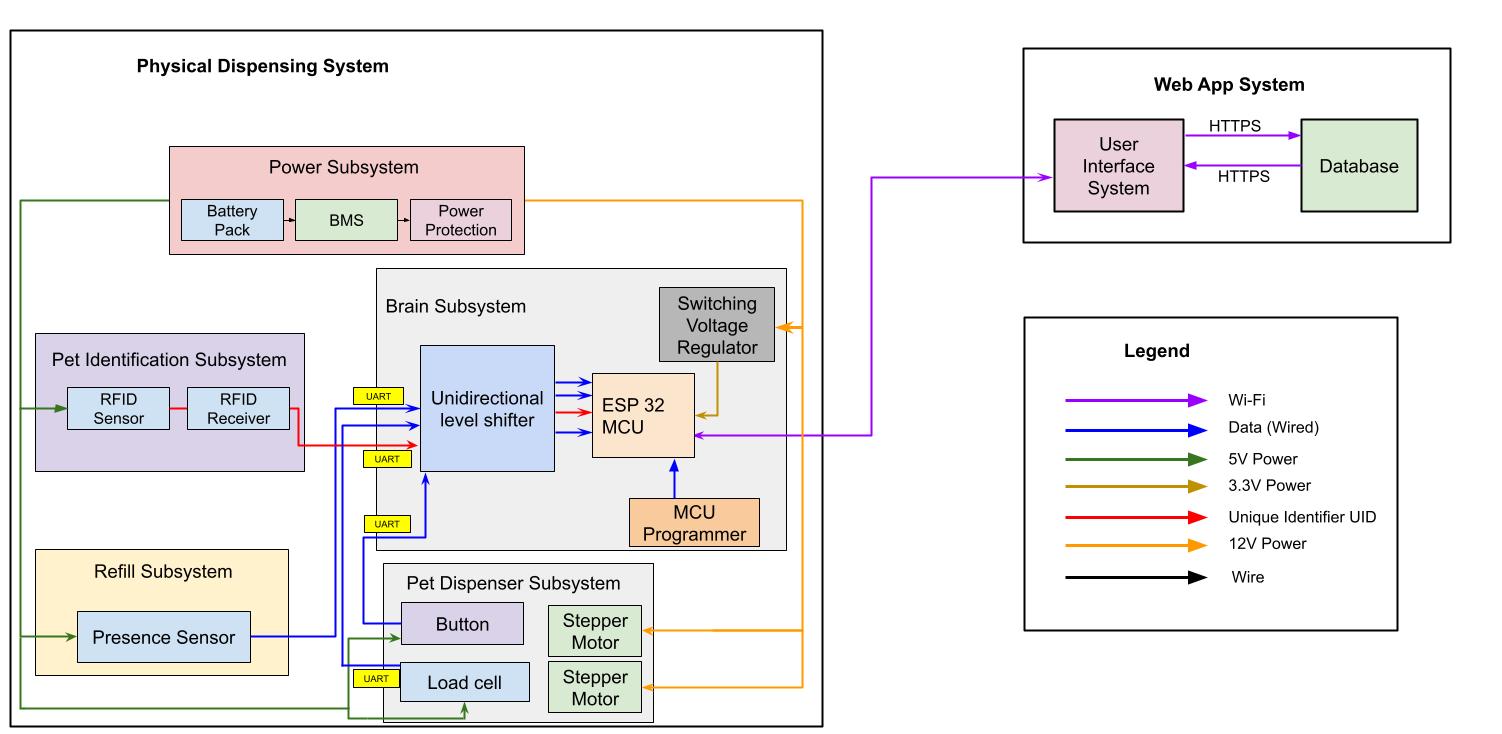 Physical Dispensing System
Power Subsystem
Battery
Pack
BMS
Power
Protection
Brain Subsystem
Switching
Voltage
Regulator
Pet Identification Subsystem
RFID
Sensor
RFID
Receiver
UART
Unidirectional
level shifter
ESP 32
MCU
UART
MCU
Programmer
UART
Refill Subsystem
Presence Sensor
Pet Dispenser Subsystem
Button
Stepper
Motor
UART
Load cell
Stepper
Motor
Web App System
User
Interface
System
HTTPS
HTTPS
Database
Legend
Wi-Fi
Data (Wired)
5V Power
3.3V Power
Unique Identifier UID
12V Power
Wire